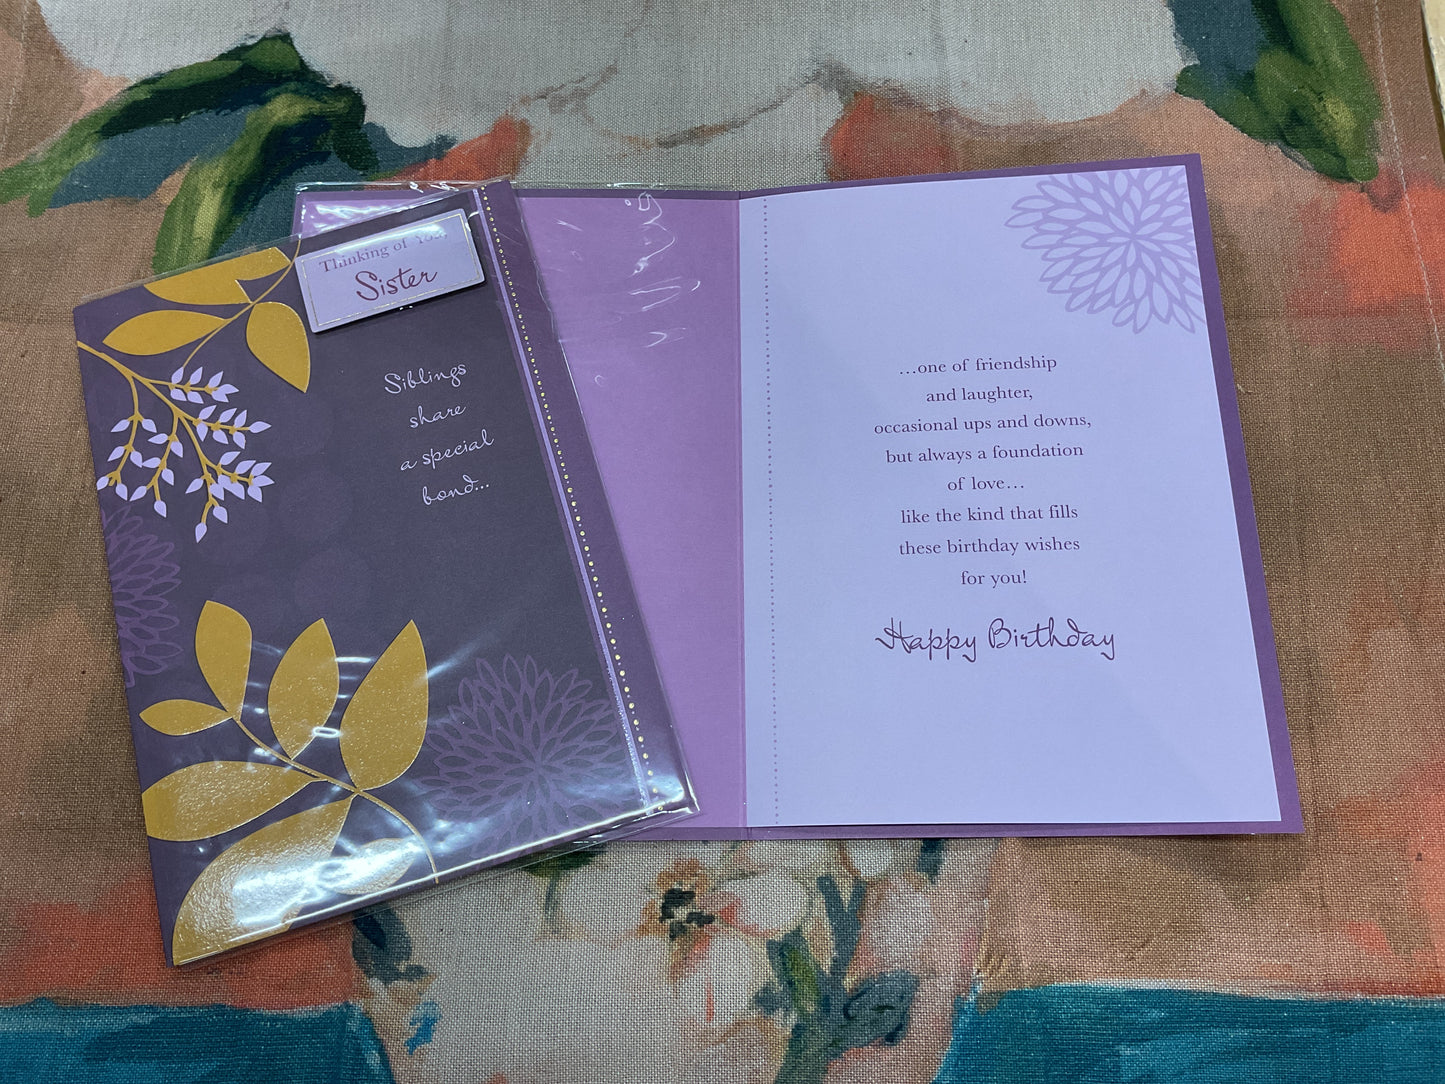 Thinking of You,
Sister
Siblings
share
a special
bond...
...one of friendship
and laughter,
occasional ups and downs,
but always a foundation
of love...
like the kind that fills
these birthday wishes
for you!
Happy Birthday